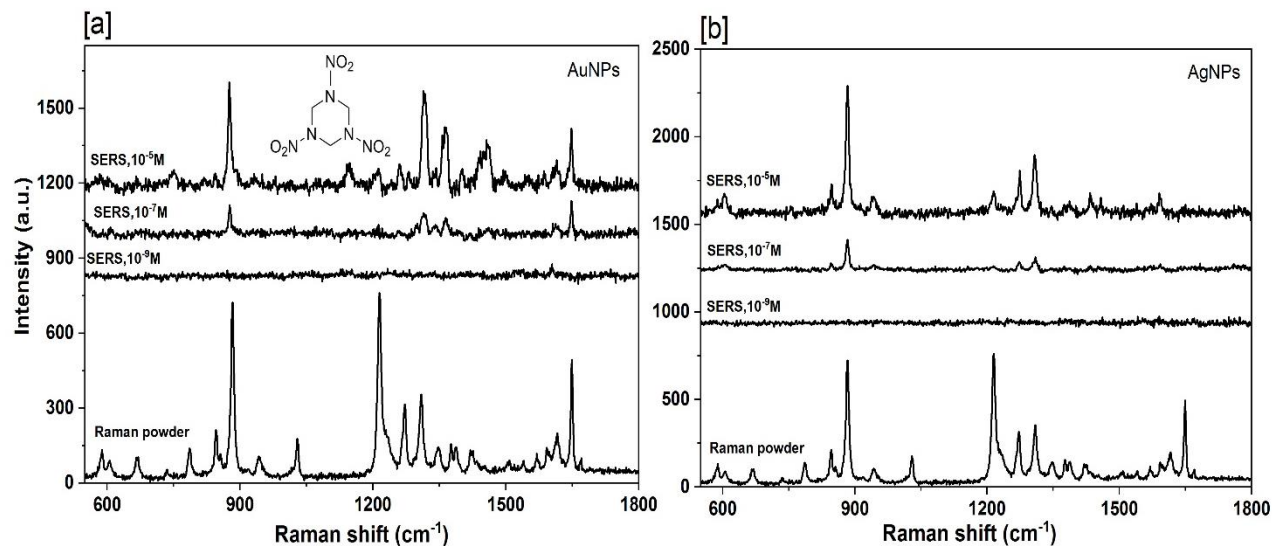 [a]
AuNPs
NO₂
N
N
N
O₂N
NO₂
SERS,10⁻⁵M
SERS,10⁻⁷M
SERS,10⁻⁹M
Raman powder
Intensity (a.u.)
1500
1200
900
600
300
0
600
900
1200
1500
1800
Raman shift (cm⁻¹)
[b]
AgNPs
SERS,10⁻⁵M
SERS,10⁻⁷M
SERS,10⁻⁹M
Raman powder
2500
2000
1500
1000
500
0
600
900
1200
1500
1800
Raman shift (cm⁻¹)